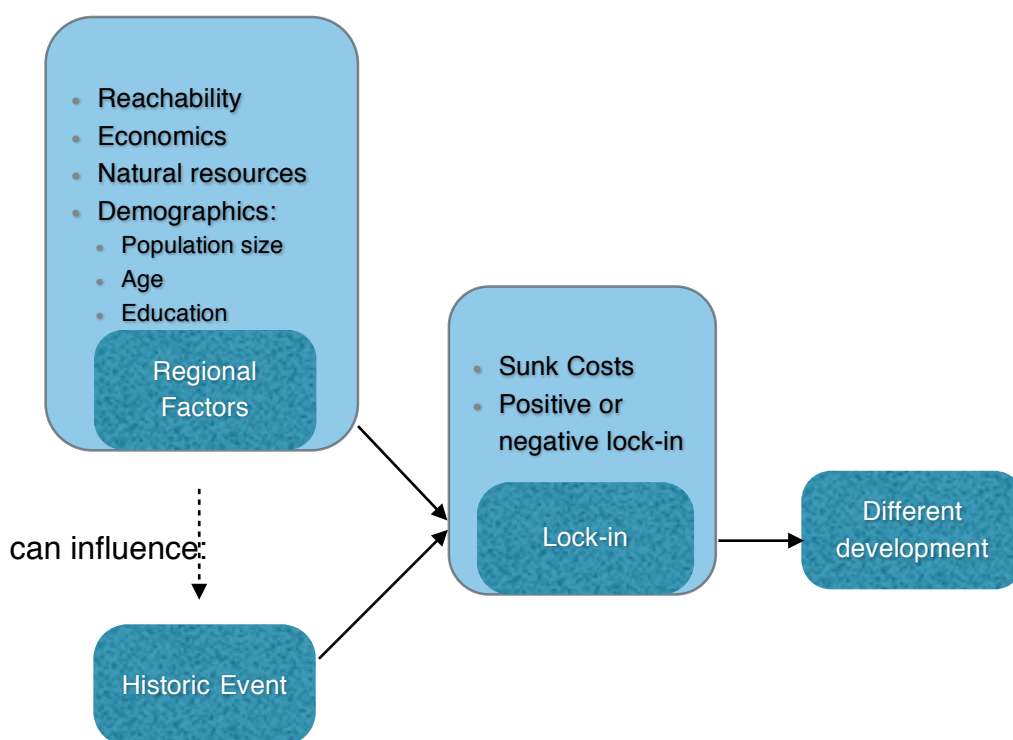 Reachability
Economics
Natural resources
Demographics:
Population size
Age
Education
Regional
Factors
can influence:
Historic Event
Sunk Costs
Positive or
negative lock-in
Lock-in
Different
development